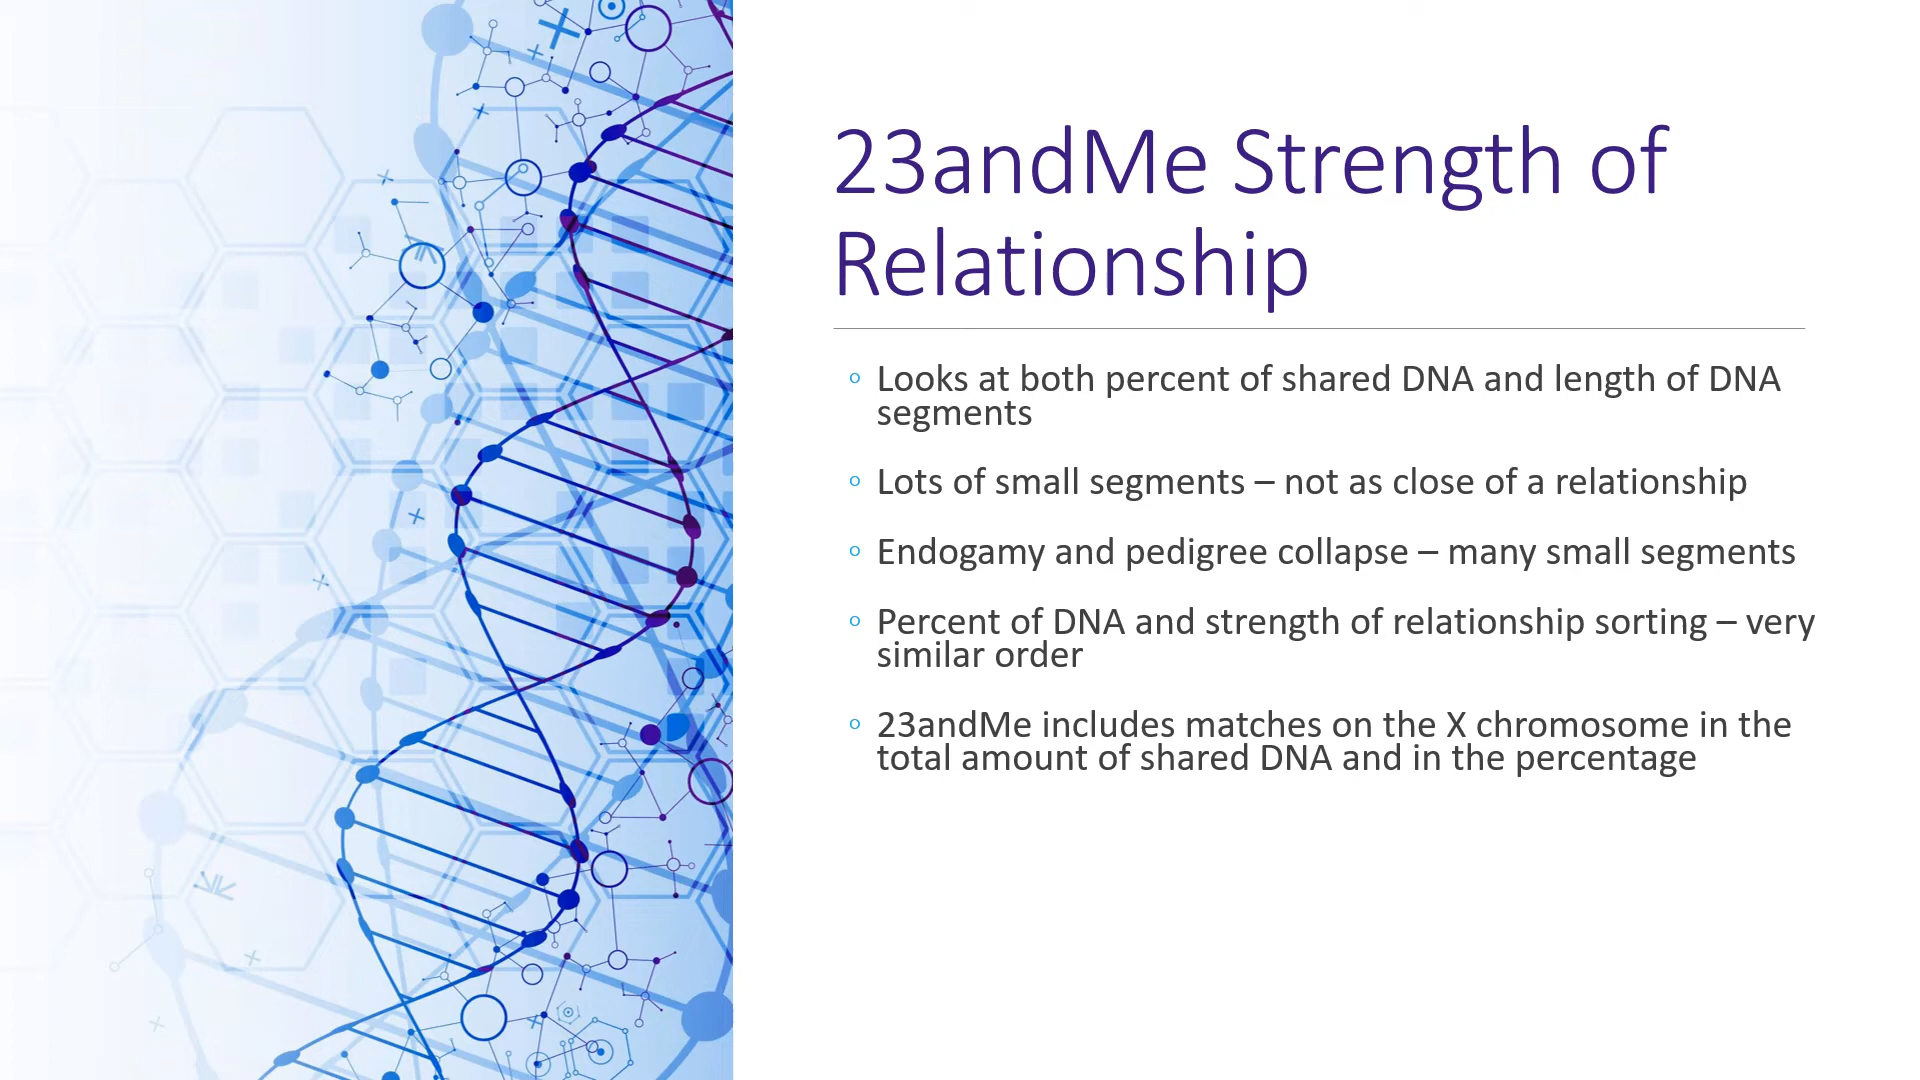 23andMe Strength of
Relationship
◦ Looks at both percent of shared DNA and length of DNA
segments
◦ Lots of small segments – not as close of a relationship
◦ Endogamy and pedigree collapse – many small segments
◦ Percent of DNA and strength of relationship sorting – very
similar order
◦ 23andMe includes matches on the X chromosome in the
total amount of shared DNA and in the percentage